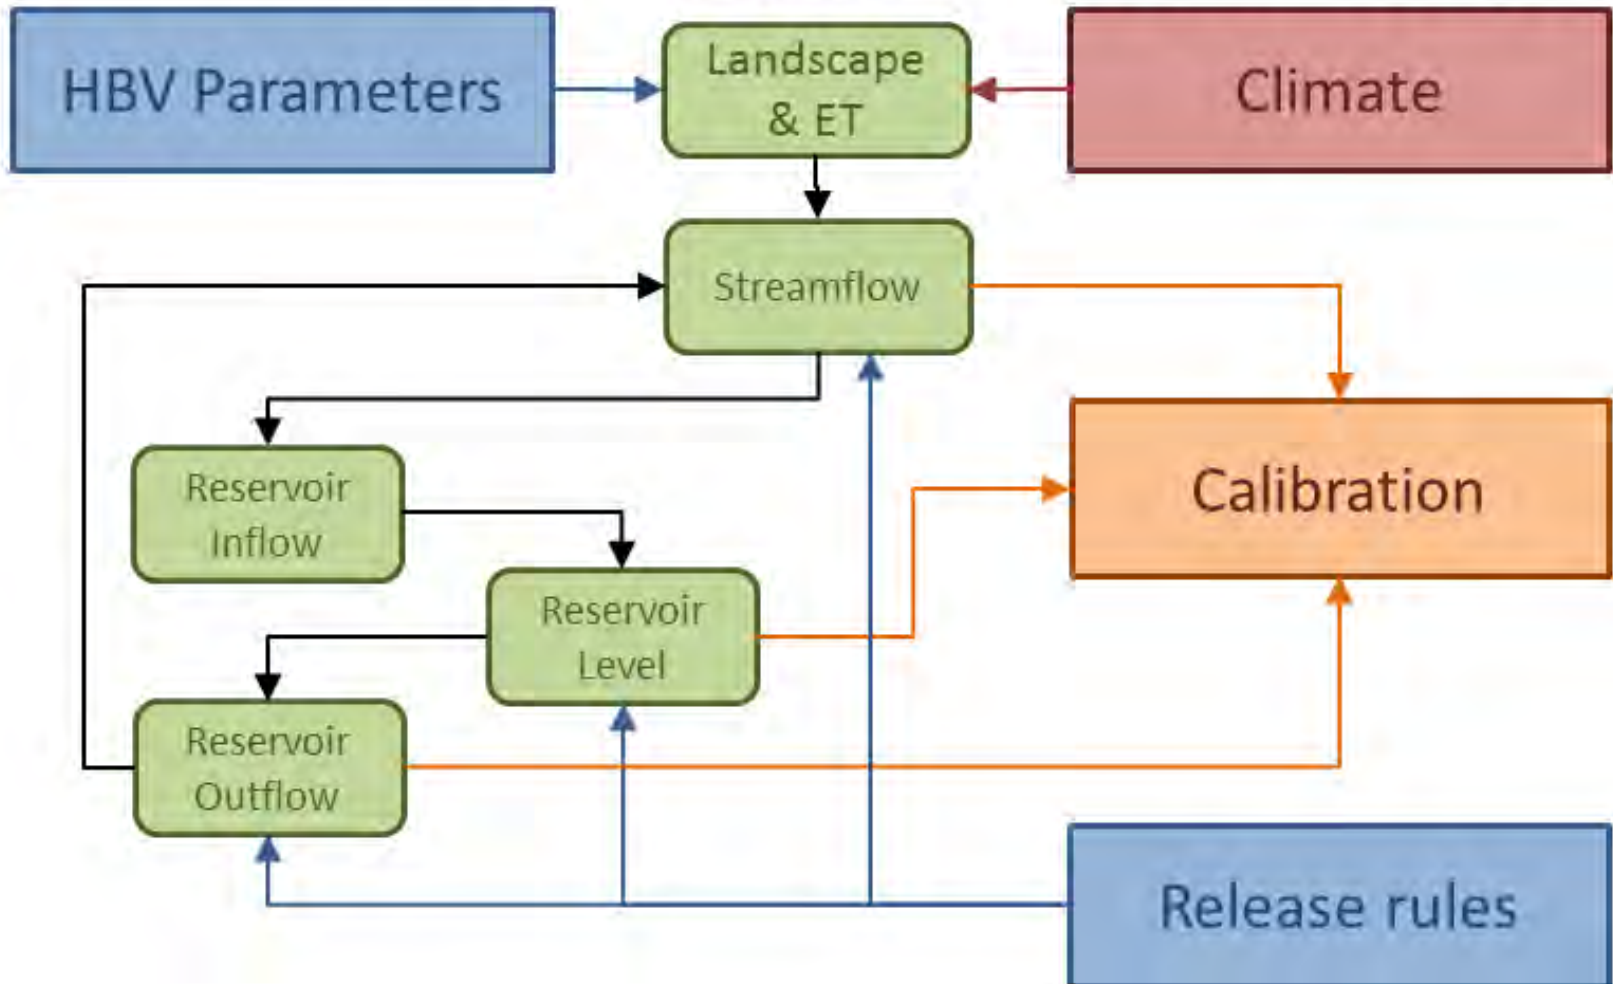 HBV Parameters
Landscape
& ET
Climate
Streamflow
Reservoir
Inflow
Calibration
Reservoir
Level
Reservoir
Outflow
Release rules